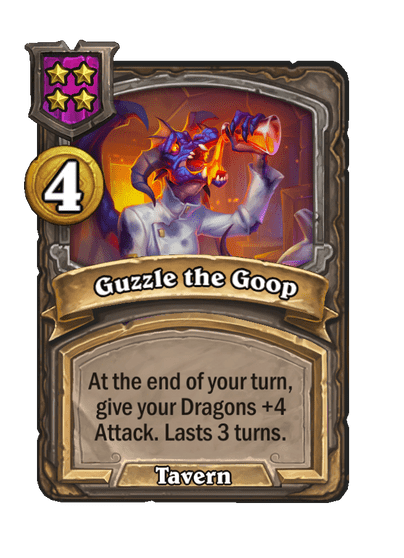 4
Guzzle the Goop
At the end of your turn,
give your Dragons +4
Attack. Lasts 3 turns.
Tavern